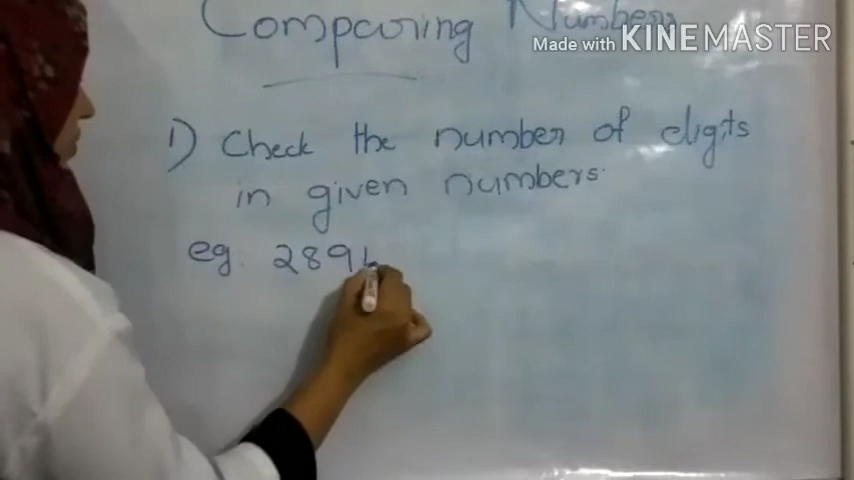 Comparing Numbers
Made with KINEMASTER
1) Check the number of digits
in given numbers.
eg. 289